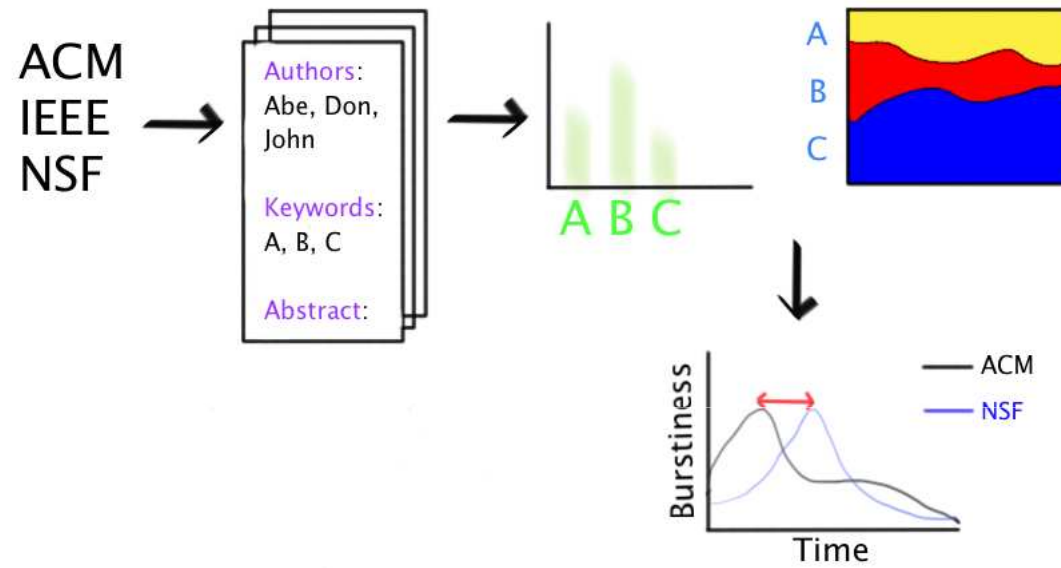 ACM
IEEE
NSF
Authors:
Abe, Don,
John
Keywords:
A, B, C
Abstract:
A B C
A
B
C
Burstiness
Time
ACM
NSF